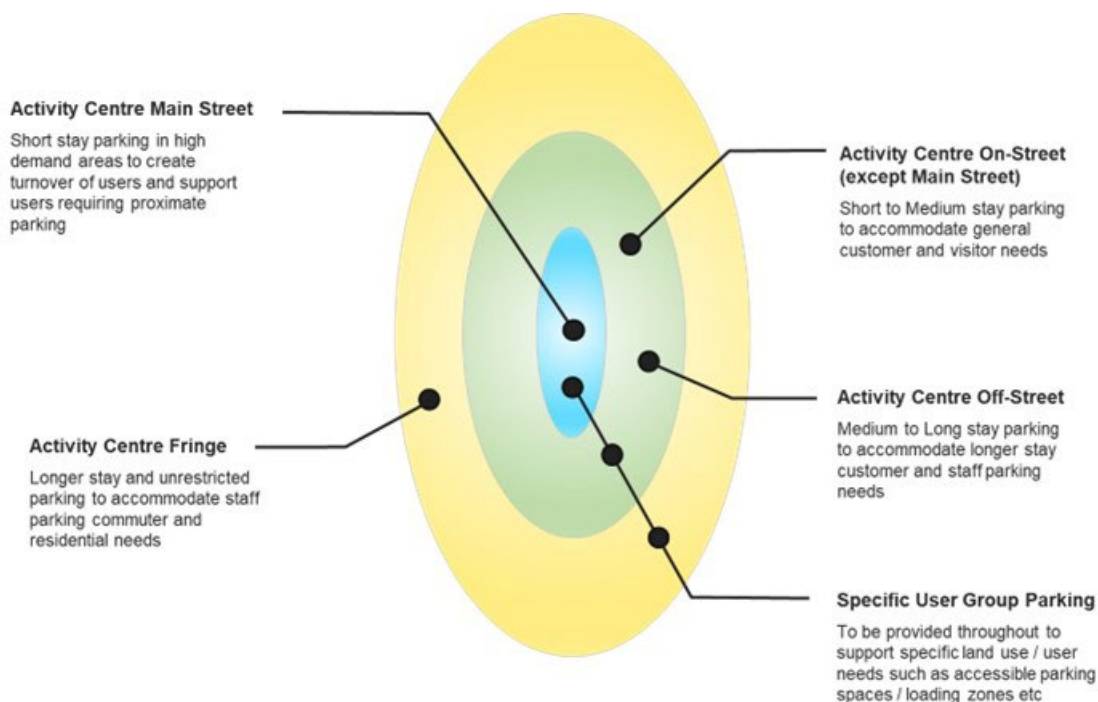 Activity Centre Main Street
Short stay parking in high
demand areas to create
turnover of users and support
users requiring proximate
parking
Activity Centre Fringe
Longer stay and unrestricted
parking to accommodate staff
parking commuter and
residential needs
Activity Centre On-Street
(except Main Street)
Short to Medium stay parking
to accommodate general
customer and visitor needs
Activity Centre Off-Street
Medium to Long stay parking
to accommodate longer stay
customer and staff parking
needs
Specific User Group Parking
To be provided throughout to
support specific land use / user
needs such as accessible parking
spaces / loading zones etc